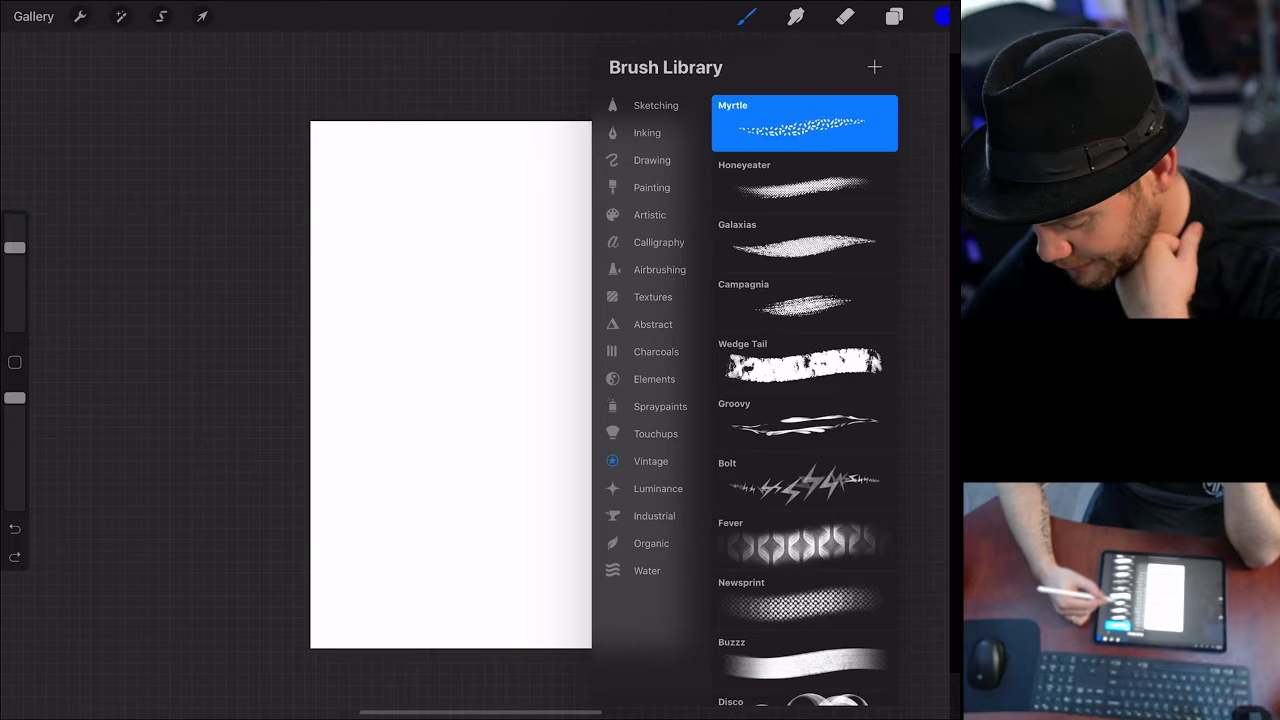 Gallery
Brush Library
Sketching
Inking
Drawing
Painting
Artistic
Calligraphy
Airbrushing
Textures
Abstract
Charcoals
Elements
Spraypaints
Touchups
Vintage
Luminance
Industrial
Organic
Water
Myrtle
Honeyeater
Galaxias
Campagnia
Wedge Tail
Groovy
Bolt
Fever
Newsprint
Buzzz
Disco